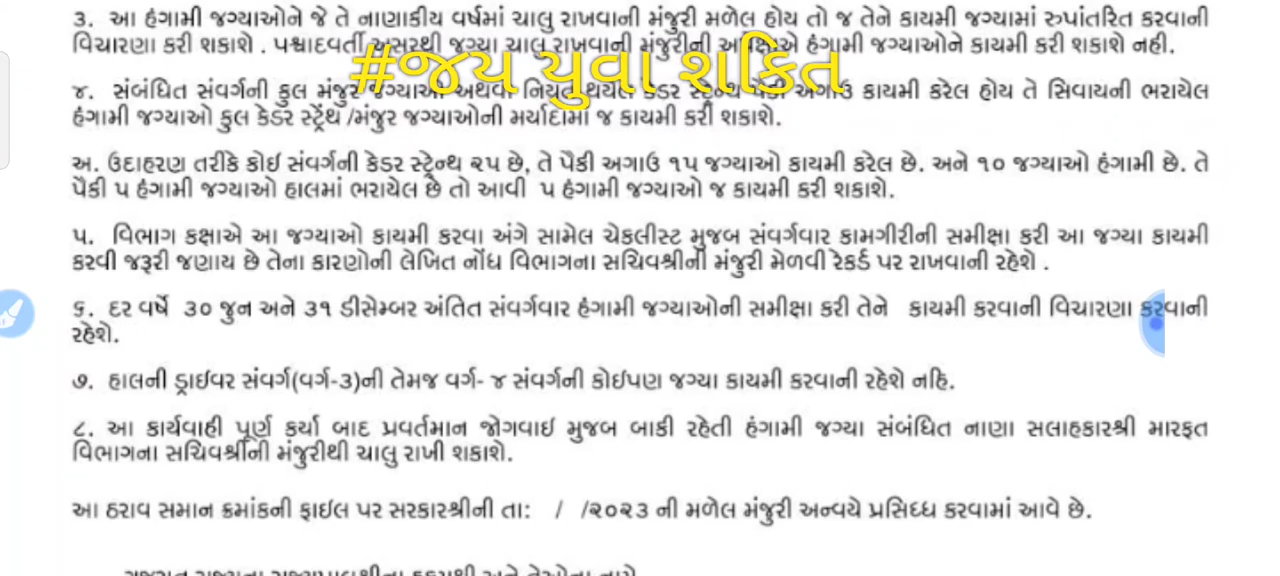 ૩. આ હંગામી જગ્યાઓને જે તે નાણાકીય વર્ષમાં ચાલુ રાખવાની મંજુરી મળેલ હોય તો જ તેને કાયમી જગ્યામાં રુપાંતરિત કરવાની
વિચારણા કરી શકાશે . પશ્ચાદવર્તી અસરથી જગ્યા ચાલુ રાખવાની મંજુરીની અપેક્ષાએ હંગામી જગ્યાઓને કાયમી કરી શકાશે નહી.
#જય યુવા શકિત
૪. સંબંધિત સંવર્ગની કુલ મંજુર જગ્યાઓ અથવા નિયત થયેલ કેડર સ્ટ્રેન્થ પૈકી અગાઉ કાયમી કરેલ હોય તે સિવાયની ભરાયેલ
હંગામી જગ્યાઓ કુલ કેડર સ્ટ્રેંથ /મંજુર જગ્યાઓની મર્યાદામાં જ કાયમી કરી શકાશે.
અ. ઉદાહરણ તરીકે કોઈ સંવર્ગની કેડર સ્ટ્રેન્થ ૨૫ છે, તે પૈકી અગાઉ ૧૫ જગ્યાઓ કાયમી કરેલ છે. અને ૧૦ જગ્યાઓ હંગામી છે. તે
પૈકી ૫ હંગામી જગ્યાઓ હાલમાં ભરાયેલ છે તો આવી ૫ હંગામી જગ્યાઓ જ કાયમી કરી શકાશે.
૫. વિભાગ કક્ષાએ આ જગ્યાઓ કાયમી કરવા અંગે સામેલ ચેકલીસ્ટ મુજબ સંવર્ગવાર કામગીરીની સમીક્ષા કરી આ જગ્યા કાયમી
કરવી જરૂરી જણાય છે તેના કારણોની લેખિત નોંધ વિભાગના સચિવશ્રીની મંજુરી મેળવી રેકર્ડ પર રાખવાની રહેશે .
૬. દર વર્ષે ૩૦ જુન અને ૩૧ ડીસેમ્બર અંતિત સંવર્ગવાર હંગામી જગ્યાઓની સમીક્ષા કરી તેને કાયમી કરવાની વિચારણા કરવાની
રહેશે.
૭. હાલની ડ્રાઈવર સંવર્ગ(વર્ગ-૩)ની તેમજ વર્ગ- ૪ સંવર્ગની કોઈપણ જગ્યા કાયમી કરવાની રહેશે નહિ.
૮. આ કાર્યવાહી પૂર્ણ કર્યા બાદ પ્રવર્તમાન જોગવાઈ મુજબ બાકી રહેતી હંગામી જગ્યા સંબંધિત નાણા સલાહકારશ્રી મારફત
વિભાગના સચિવશ્રીની મંજુરીથી ચાલુ રાખી શકાશે.
આ ઠરાવ સમાન ક્રમાંકની ફાઈલ પર સરકારશ્રીની તા: / /૨૦૨૩ ની મળેલ મંજુરી અન્વયે પ્રસિધ્ધ કરવામાં આવે છે.